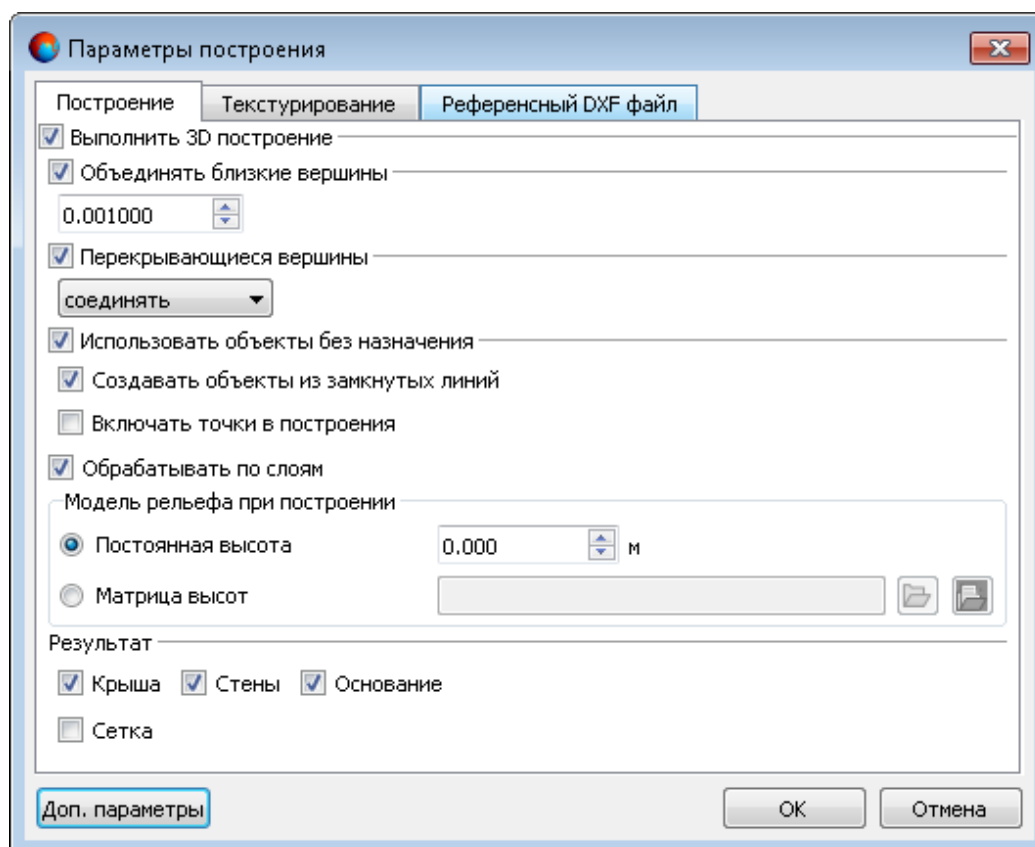 Параметры построения
Построение Текстурирование Референсный DXF файл
Выполнить 3D построение
Объединять близкие вершины
0.001000
Перекрывающиеся вершины
соединять
Использовать объекты без назначения
Создавать объекты из замкнутых линий
Включать точки в построения
Обрабатывать по слоям
Модель рельефа при построении
Постоянная высота 0.000 м
Матрица высот
Результат
Крыша Стены Основание
Сетка
Доп. параметры ОК Отмена